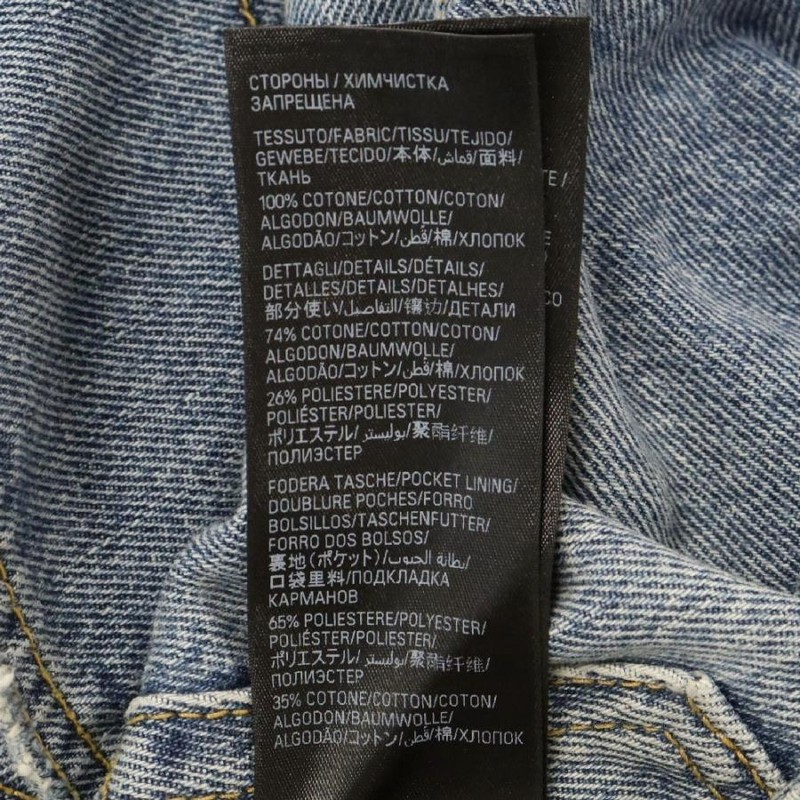 СТОРОНЫ / ХИМЧИСТКА
ЗАПРЕЩЕНА
TESSUTO/FABRIC/TISSU/TEJIDO/
GEWEBE/TECIDO/本体/قماش/面料/
ТКАНЬ
100% COTONE/COTTON/COTON/
ALGODON/BAUMWOLLE/
ALGODÃO/コットン/قطن/棉/ХЛОПОК
DETTAGLI/DETAILS/DÉTAILS/
DETALLES/DETAILS/DETALHES/
部分使い/التفاصيل/镶边/ДЕТАЛИ
74% COTONE/COTTON/COTON/
ALGODON/BAUMWOLLE/
ALGODÃO/コットン/قطن/棉/ХЛОПОК
26% POLIESTERE/POLYESTER/
POLIÉSTER/POLIESTER/
ポリエステル/بوليستر/聚酯纤维/
ПОЛИЭСТЕР
FODERA TASCHE/POCKET LINING/
DOUBLURE POCHES/FORRO
BOLSILLOS/TASCHENFUTTER/
FORRO DOS BOLSOS/
裏地(ポケット)/بطانة الجيوب/
口袋里料/ПОДКЛАДКА
КАРМАНОВ
65% POLIESTERE/POLYESTER/
POLIÉSTER/POLIESTER/
ポリエステル/بوليستر/聚酯纤维/
ПОЛИЭСТЕР
35% COTONE/COTTON/COTON/
ALGODON/BAUMWOLLE/
ALGODÃO/コットン/قطن/棉/ХЛОПОК